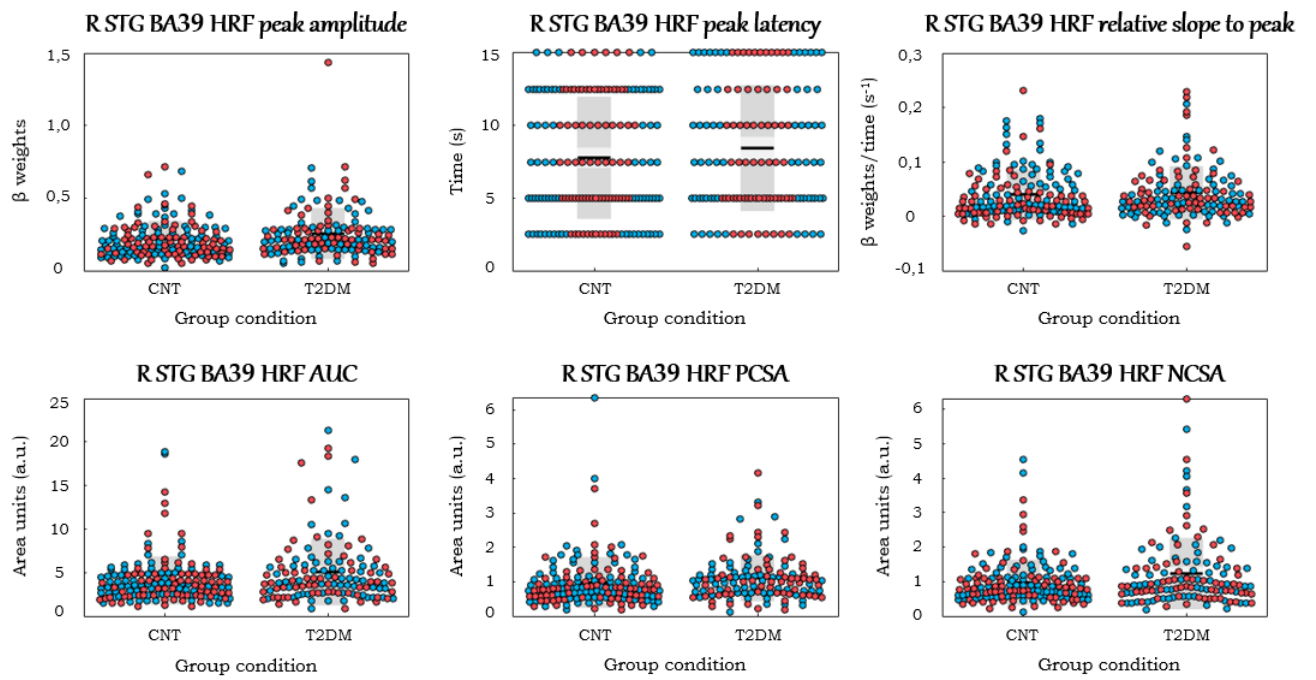 R STG BA39 HRF peak amplitude
β weights
1,5
1,0
0,5
0
CNT
T2DM
Group condition
R STG BA39 HRF peak latency
Time (s)
15
10
5
0
CNT
T2DM
Group condition
R STG BA39 HRF relative slope to peak
β weights/time (s⁻¹)
0,3
0,2
0,1
0
-0,1
CNT
T2DM
Group condition
R STG BA39 HRF AUC
Area units (a.u.)
25
20
15
10
5
0
CNT
T2DM
Group condition
R STG BA39 HRF PCSA
Area units (a.u.)
6
5
4
3
2
1
0
CNT
T2DM
Group condition
R STG BA39 HRF NCSA
Area units (a.u.)
6
5
4
3
2
1
0
CNT
T2DM
Group condition